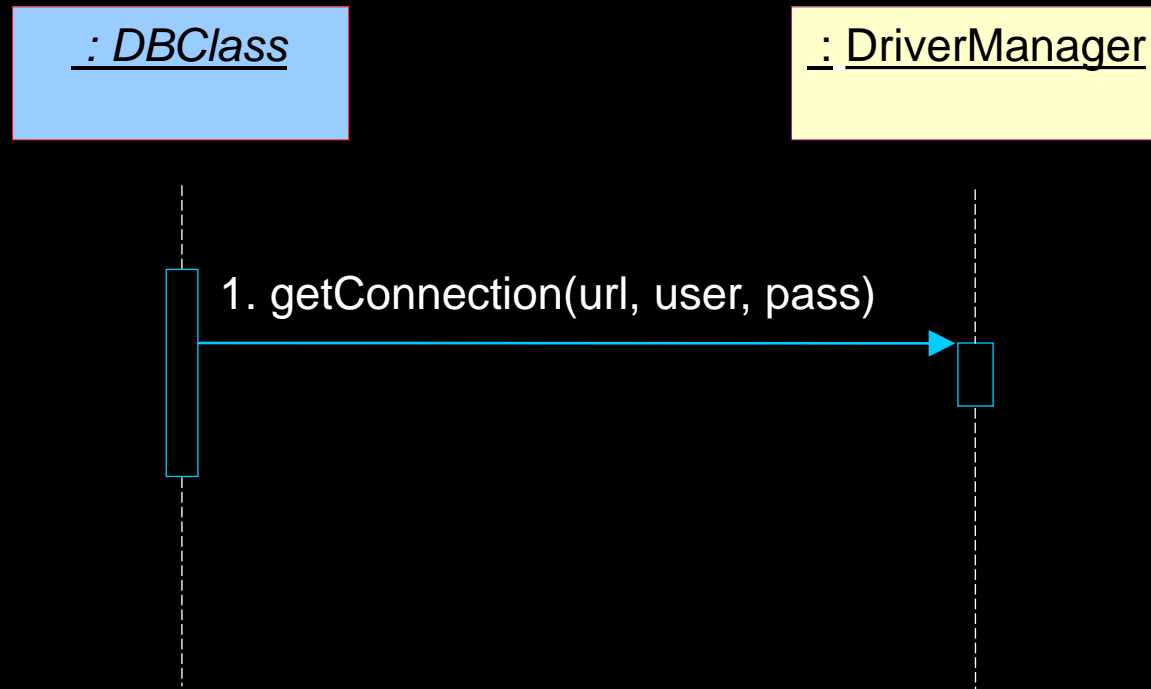 : DBClass
: DriverManager
1. getConnection(url, user, pass)